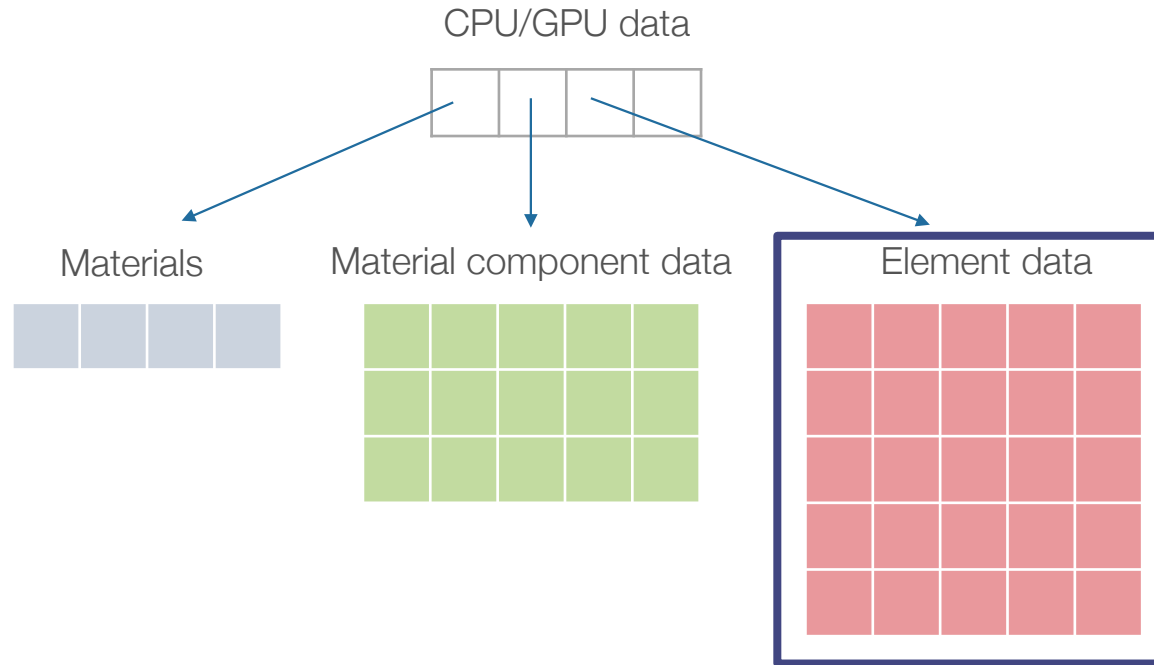 CPU/GPU data
Materials
Material component data
Element data